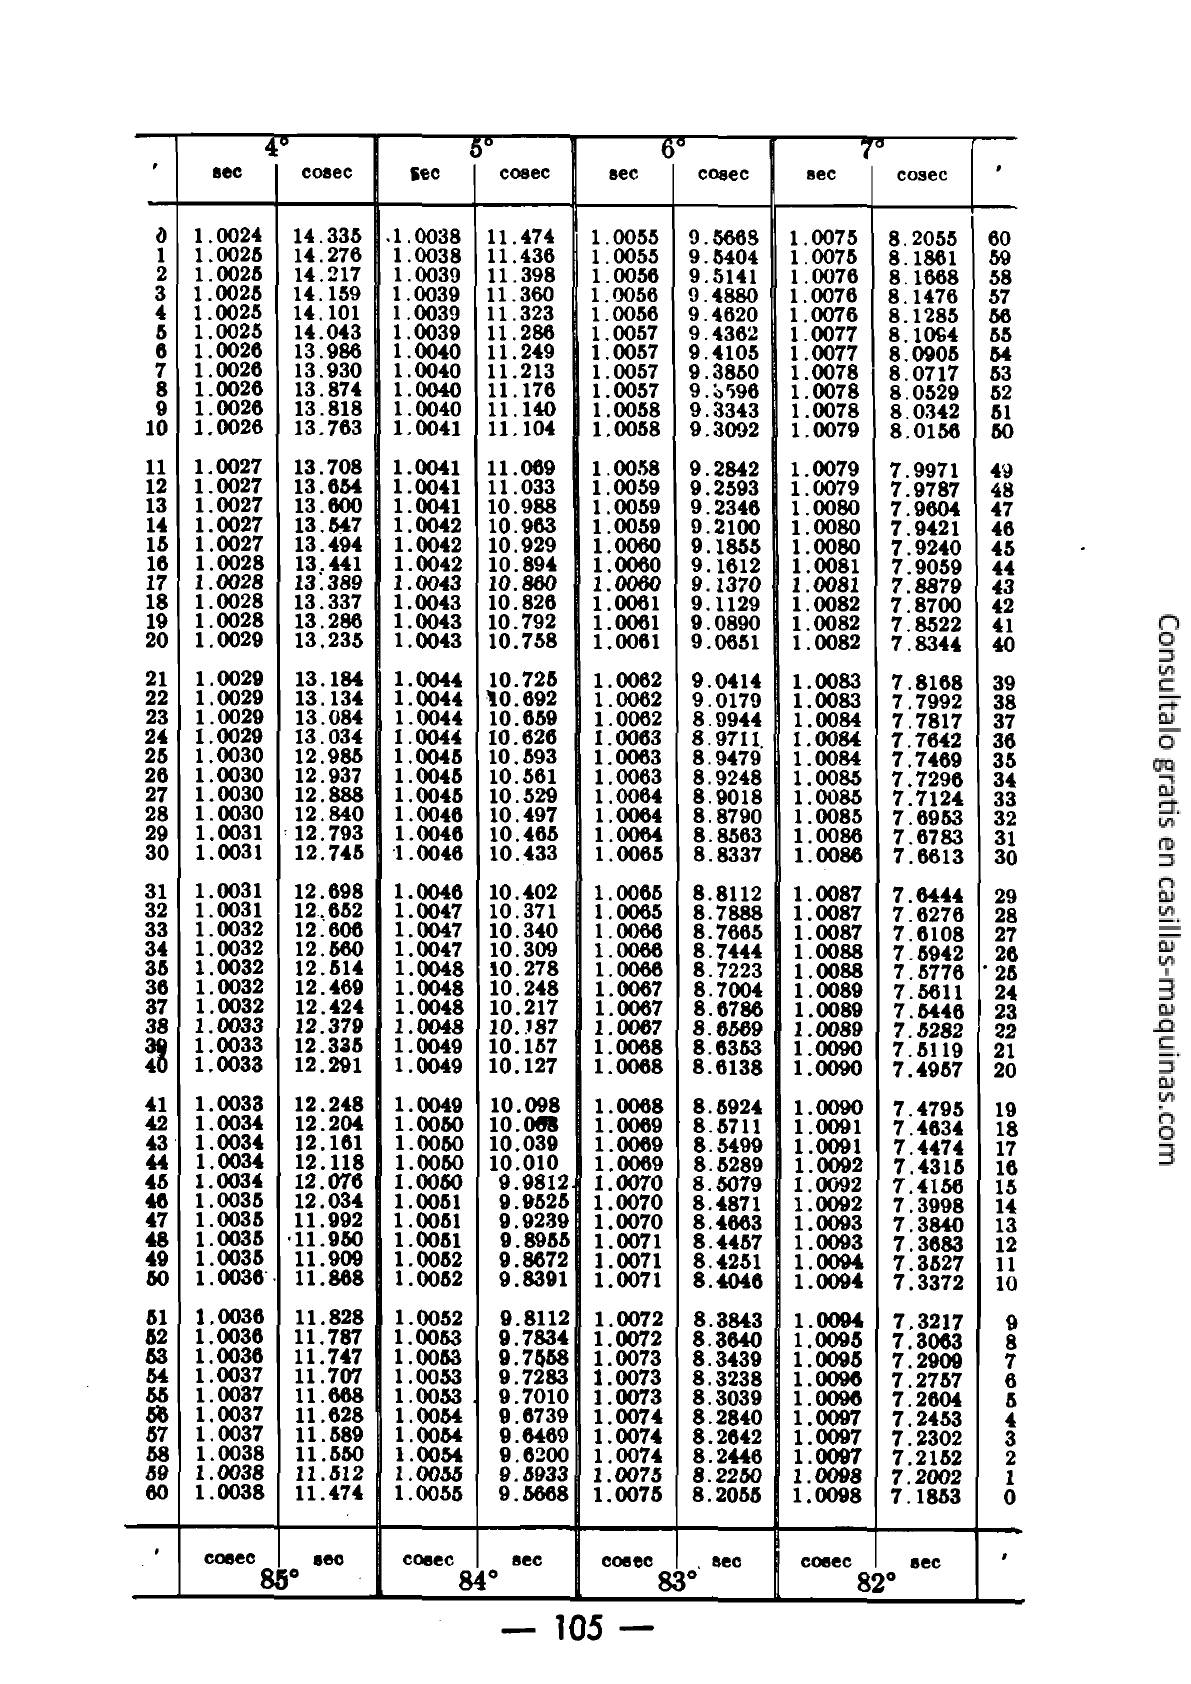 4° 5° 6° 7°
' sec cosec sec cosec sec cosec sec cosec '
0 1.0024 14.335 1.0038 11.474 1.0055 9.5668 1.0075 8.2055 60
1 1.0025 14.276 1.0038 11.436 1.0055 9.5404 1.0075 8.1861 59
2 1.0025 14.217 1.0039 11.398 1.0056 9.5141 1.0076 8.1668 58
3 1.0025 14.159 1.0039 11.360 1.0056 9.4880 1.0076 8.1476 57
4 1.0025 14.101 1.0039 11.323 1.0056 9.4620 1.0076 8.1285 56
5 1.0025 14.043 1.0039 11.286 1.0057 9.4362 1.0077 8.1094 55
6 1.0026 13.986 1.0040 11.249 1.0057 9.4105 1.0077 8.0905 54
7 1.0026 13.930 1.0040 11.213 1.0057 9.3850 1.0078 8.0717 53
8 1.0026 13.874 1.0040 11.176 1.0057 9.3596 1.0078 8.0529 52
9 1.0026 13.818 1.0040 11.140 1.0058 9.3343 1.0078 8.0342 51
10 1.0026 13.763 1.0041 11.104 1.0058 9.3092 1.0079 8.0156 50
11 1.0027 13.708 1.0041 11.069 1.0058 9.2842 1.0079 7.9971 49
12 1.0027 13.654 1.0041 11.033 1.0059 9.2593 1.0079 7.9787 48
13 1.0027 13.600 1.0041 10.988 1.0059 9.2346 1.0080 7.9604 47
14 1.0027 13.547 1.0042 10.963 1.0059 9.2100 1.0080 7.9421 46
15 1.0027 13.494 1.0042 10.929 1.0060 9.1855 1.0080 7.9240 45
16 1.0028 13.441 1.0042 10.894 1.0060 9.1612 1.0081 7.9059 44
17 1.0028 13.389 1.0043 10.860 1.0060 9.1370 1.0081 7.8879 43
18 1.0028 13.337 1.0043 10.826 1.0061 9.1129 1.0082 7.8700 42
19 1.0028 13.286 1.0043 10.792 1.0061 9.0890 1.0082 7.8522 41
20 1.0029 13.235 1.0043 10.758 1.0061 9.0651 1.0082 7.8344 40
21 1.0029 13.184 1.0044 10.725 1.0062 9.0414 1.0083 7.8168 39
22 1.0029 13.134 1.0044 10.692 1.0062 9.0179 1.0083 7.7992 38
23 1.0029 13.084 1.0044 10.659 1.0062 8.9944 1.0084 7.7817 37
24 1.0029 13.034 1.0044 10.626 1.0063 8.9711 1.0084 7.7642 36
25 1.0030 12.985 1.0045 10.593 1.0063 8.9479 1.0084 7.7469 35
26 1.0030 12.937 1.0045 10.561 1.0063 8.9248 1.0085 7.7296 34
27 1.0030 12.888 1.0045 10.529 1.0064 8.9018 1.0085 7.7124 33
28 1.0030 12.840 1.0046 10.497 1.0064 8.8790 1.0085 7.6953 32
29 1.0031 12.793 1.0046 10.465 1.0064 8.8563 1.0086 7.6783 31
30 1.0031 12.745 1.0046 10.433 1.0065 8.8337 1.0086 7.6613 30
31 1.0031 12.698 1.0046 10.402 1.0065 8.8112 1.0087 7.6444 29
32 1.0031 12.652 1.0047 10.371 1.0065 8.7888 1.0087 7.6276 28
33 1.0032 12.606 1.0047 10.340 1.0066 8.7665 1.0087 7.6108 27
34 1.0032 12.560 1.0047 10.309 1.0066 8.7444 1.0088 7.5942 26
35 1.0032 12.514 1.0048 10.278 1.0066 8.7223 1.0088 7.5776 25
36 1.0032 12.469 1.0048 10.248 1.0067 8.7004 1.0089 7.5611 24
37 1.0032 12.424 1.0048 10.217 1.0067 8.6786 1.0089 7.5446 23
38 1.0033 12.379 1.0048 10.187 1.0067 8.6569 1.0089 7.5282 22
39 1.0033 12.335 1.0049 10.157 1.0068 8.6353 1.0090 7.5119 21
40 1.0033 12.291 1.0049 10.127 1.0068 8.6138 1.0090 7.4957 20
41 1.0033 12.248 1.0049 10.098 1.0068 8.5924 1.0090 7.4795 19
42 1.0034 12.204 1.0050 10.068 1.0069 8.5711 1.0091 7.4634 18
43 1.0034 12.161 1.0050 10.039 1.0069 8.5499 1.0091 7.4474 17
44 1.0034 12.118 1.0050 10.010 1.0069 8.5289 1.0092 7.4315 16
45 1.0034 12.076 1.0050 9.9812 1.0070 8.5079 1.0092 7.4156 15
46 1.0035 12.034 1.0051 9.9525 1.0070 8.4871 1.0092 7.3998 14
47 1.0035 11.992 1.0051 9.9239 1.0070 8.4663 1.0093 7.3840 13
48 1.0035 11.950 1.0051 9.8955 1.0071 8.4457 1.0093 7.3683 12
49 1.0035 11.909 1.0052 9.8672 1.0071 8.4251 1.0094 7.3527 11
50 1.0036 11.868 1.0052 9.8391 1.0071 8.4046 1.0094 7.3372 10
51 1.0036 11.828 1.0052 9.8112 1.0072 8.3843 1.0094 7.3217 9
52 1.0036 11.787 1.0053 9.7834 1.0072 8.3640 1.0095 7.3063 8
53 1.0036 11.747 1.0053 9.7558 1.0073 8.3439 1.0095 7.2909 7
54 1.0037 11.707 1.0053 9.7283 1.0073 8.3238 1.0096 7.2757 6
55 1.0037 11.668 1.0053 9.7010 1.0073 8.3039 1.0096 7.2604 5
56 1.0037 11.628 1.0054 9.6739 1.0074 8.2840 1.0097 7.2453 4
57 1.0037 11.589 1.0054 9.6469 1.0074 8.2642 1.0097 7.2302 3
58 1.0038 11.550 1.0054 9.6200 1.0074 8.2446 1.0097 7.2152 2
59 1.0038 11.512 1.0055 9.5933 1.0075 8.2250 1.0098 7.2002 1
60 1.0038 11.474 1.0055 9.5668 1.0075 8.2055 1.0098 7.1853 0
' cosec sec cosec sec cosec sec cosec sec '
85° 84° 83° 82°
— 105 —
Consultalo gratis en casillas-maquinas.com